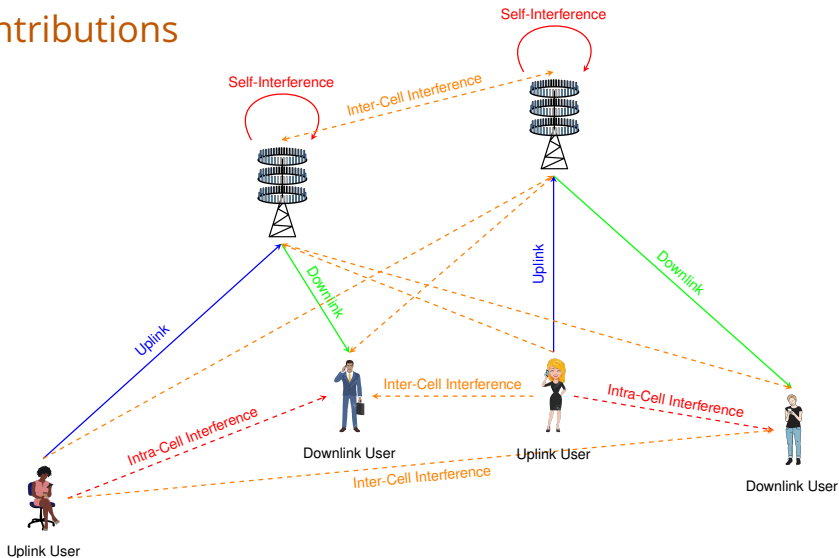 ntributions
Self-Interference
Self-Interference
Inter-Cell Interference
Uplink
Downlink
Downlink
Uplink
Inter-Cell Interference
Intra-Cell Interference
Intra-Cell Interference
Downlink User
Uplink User
Inter-Cell Interference
Downlink User
Uplink User